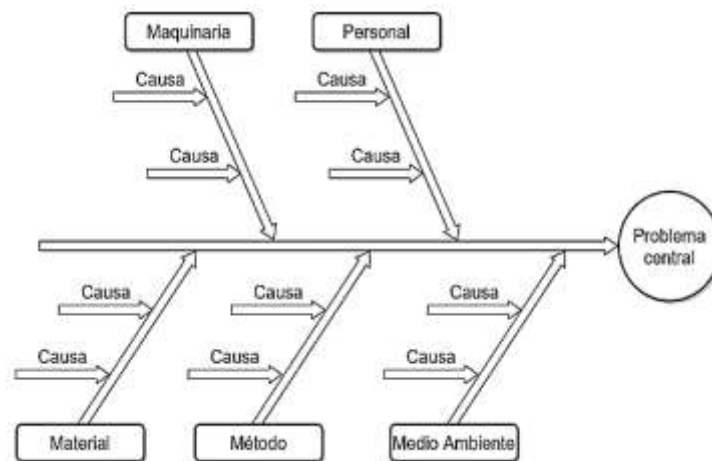 Maquinaria
Personal
Causa
Causa
Causa
Causa
Problema
central
Causa
Causa
Causa
Causa
Causa
Causa
Material
Método
Medio Ambiente